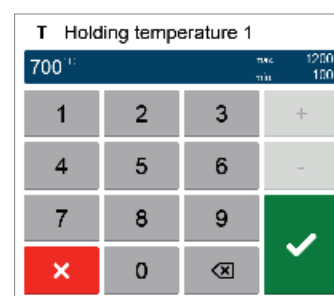 T Holding temperature 1
700 °C max 1200
min 100
1 2 3 +
4 5 6 -
7 8 9
0